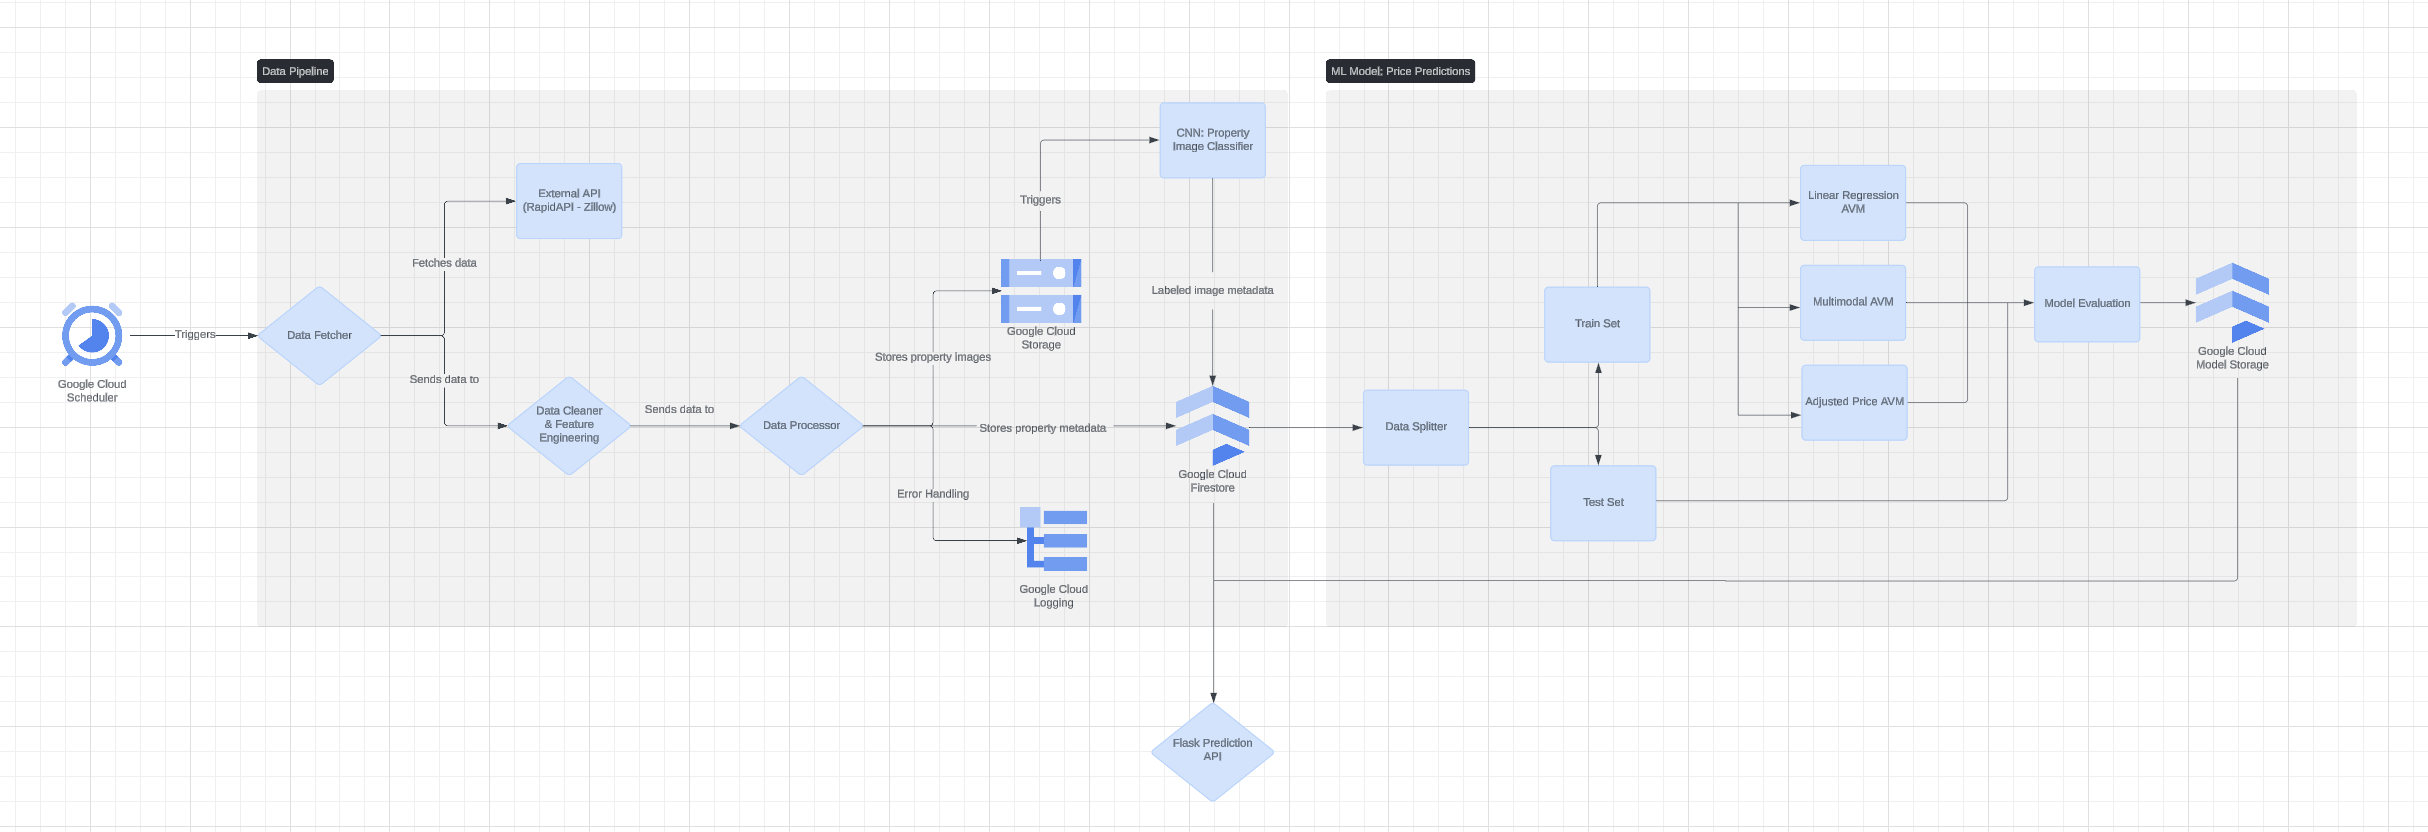 Data Pipeline
ML Model: Price Predictions
CNN: Property
Image Classifier
External API
(RapidAPI - Zillow)
Triggers
Linear Regression
AVM
Fetches data
Labeled image metadata
Multimodal AVM
Model Evaluation
Train Set
Triggers
Data Fetcher
Google Cloud
Storage
Google Cloud
Model Storage
Stores property images
Google Cloud
Scheduler
Sends data to
Adjusted Price AVM
Data Cleaner
& Feature
Engineering
Sends data to
Data Processor
Stores property metadata
Data Splitter
Google Cloud
Firestore
Error Handling
Test Set
Google Cloud
Logging
Flask Prediction
API